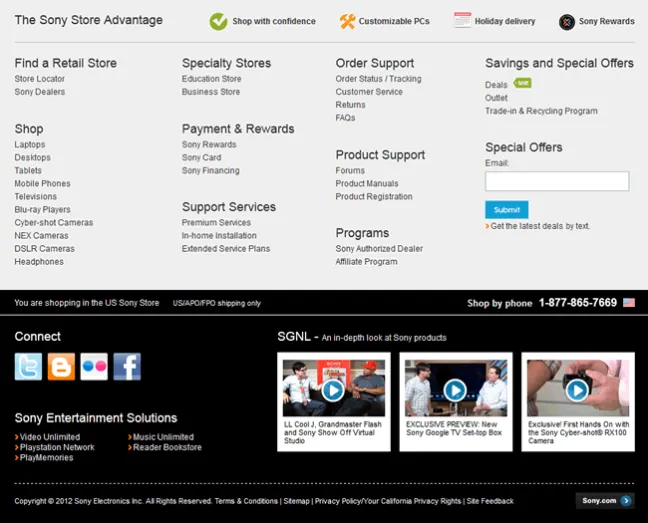 The Sony Store Advantage
Shop with confidence
Customizable PCs
Holiday delivery
Sony Rewards
Find a Retail Store
Store Locator
Sony Dealers
Specialty Stores
Education Store
Business Store
Order Support
Order Status / Tracking
Customer Service
Returns
FAQs
Savings and Special Offers
Deals
Outlet
Trade-in & Recycling Program
Shop
Laptops
Desktops
Tablets
Mobile Phones
Televisions
Blu-ray Players
Cyber-shot Cameras
NEX Cameras
DSLR Cameras
Headphones
Payment & Rewards
Sony Rewards
Sony Card
Sony Financing
Support Services
Premium Services
In-home Installation
Extended Service Plans
Product Support
Forums
Product Manuals
Product Registration
Programs
Sony Authorized Dealer
Affiliate Program
Special Offers
Email:
Submit
Get the latest deals by text.
You are shopping in the US Sony Store
US/APO/FPO shipping only
Shop by phone 1-877-865-7669
Connect
Sony Entertainment Solutions
Video Unlimited
Playstation Network
PlayMemories
Music Unlimited
Reader Bookstore
SGNL - An in-depth look at Sony products
LL Cool J, Grandmaster Flash
and Sony Show Off Virtual
Studio
EXCLUSIVE PREVIEW: New
Sony Google TV Set-top Box
Exclusive! First Hands On with
the Sony Cyber-shot® RX100
Camera
Copyright © 2012 Sony Electronics Inc. All Rights Reserved. Terms & Conditions | Sitemap | Privacy Policy/Your California Privacy Rights | Site Feedback
Sony.com